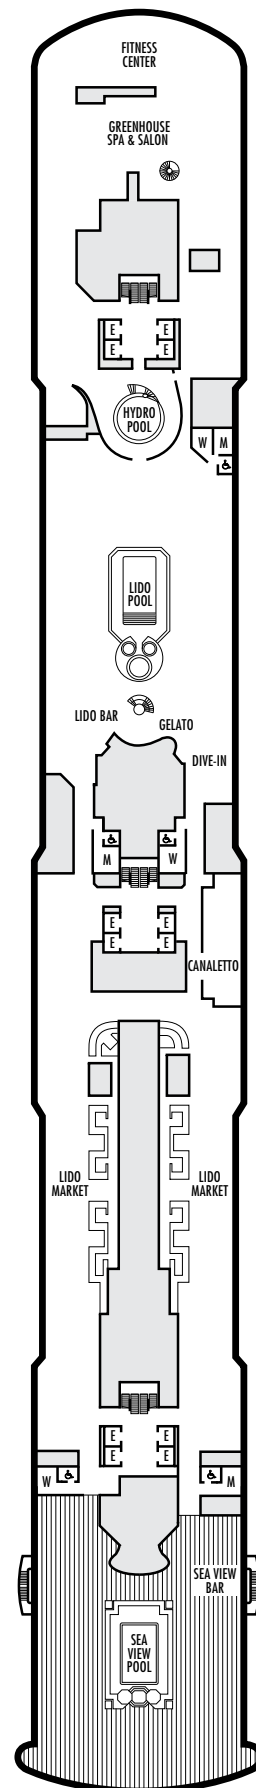 FITNESS
CENTER
GREENHOUSE
SPA & SALON
E E
E E
HYDRO
POOL
W M
LIDO
POOL
LIDO BAR
GELATO
DIVE-IN
M W
E E
E E
CANALETTO
LIDO
MARKET
LIDO
MARKET
E E
E E
W M
SEA VIEW
BAR
SEA
VIEW
POOL